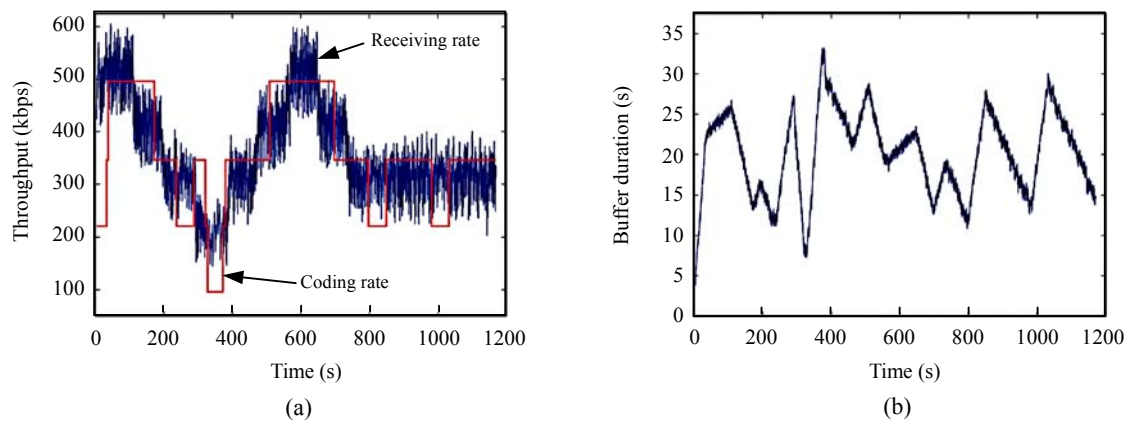 600
500
400
300
200
100
0 200 400 600 800 1000 1200
Throughput (kbps)
Time (s)
Receiving rate
Coding rate
(a)
35
30
25
20
15
10
5
0
0 200 400 600 800 1000 1200
Buffer duration (s)
Time (s)
(b)